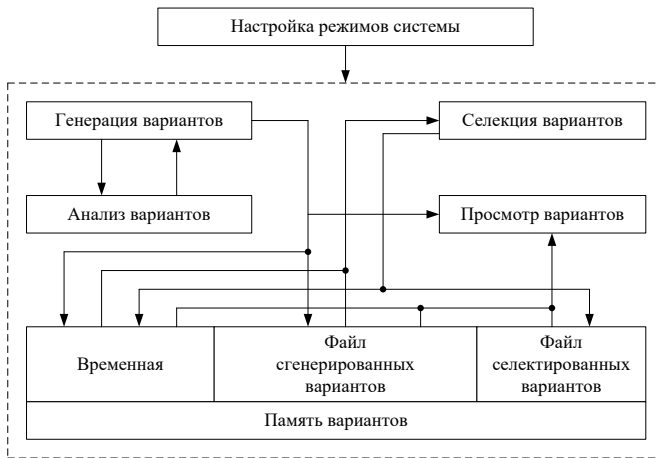 Настройка режимов системы
Генерация вариантов
Селекция вариантов
Анализ вариантов
Просмотр вариантов
Временная
Файл
сгенерированных
вариантов
Файл
селектированных
вариантов
Память вариантов